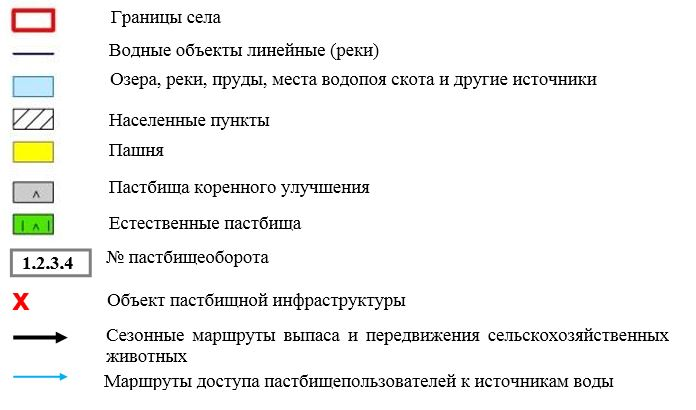 Границы села
Водные объекты линейные (реки)
Озера, реки, пруды, места водопоя скота и другие источники
Населенные пункты
Пашня
Пастбища коренного улучшения
Естественные пастбища
1.2.3.4 № пастбищеоборота
X Объект пастбищной инфраструктуры
Сезонные маршруты выпаса и передвижения сельскохозяйственных
животных
Маршруты доступа пастбищепользователей к источникам воды